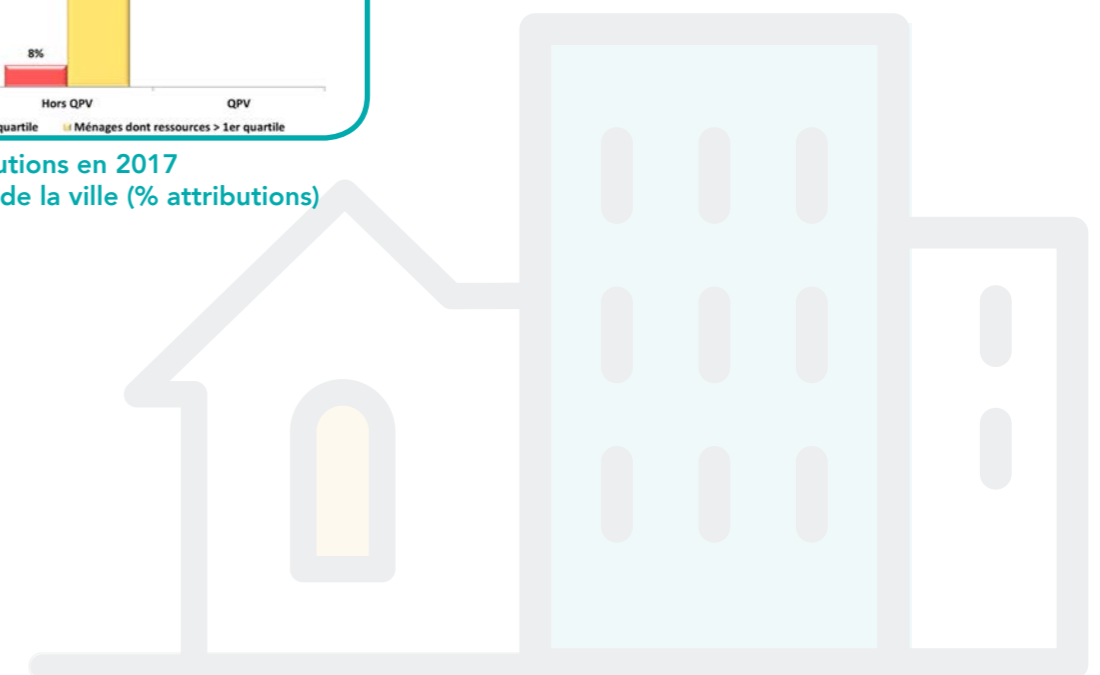 8%
Hors QPV QPV
quartile Ménages dont ressources > 1er quartile
utions en 2017
de la ville (% attributions)